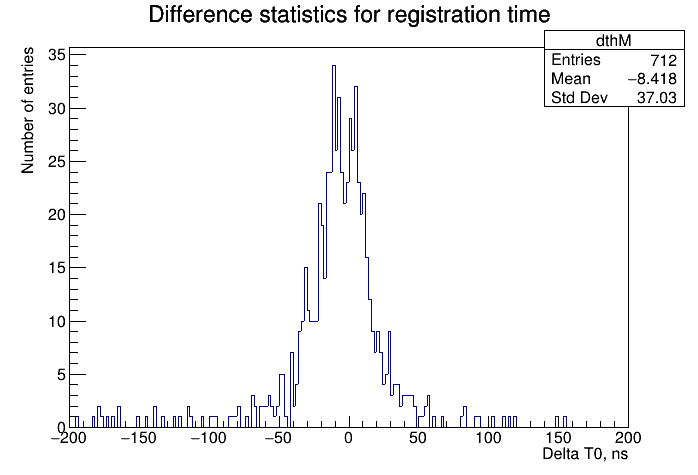 Difference statistics for registration time
dthM
Entries 712
Mean −8.418
Std Dev 37.03
Number of entries
35
30
25
20
15
10
5
0
−200 −150 −100 −50 0 50 100 150 200
Delta T0, ns